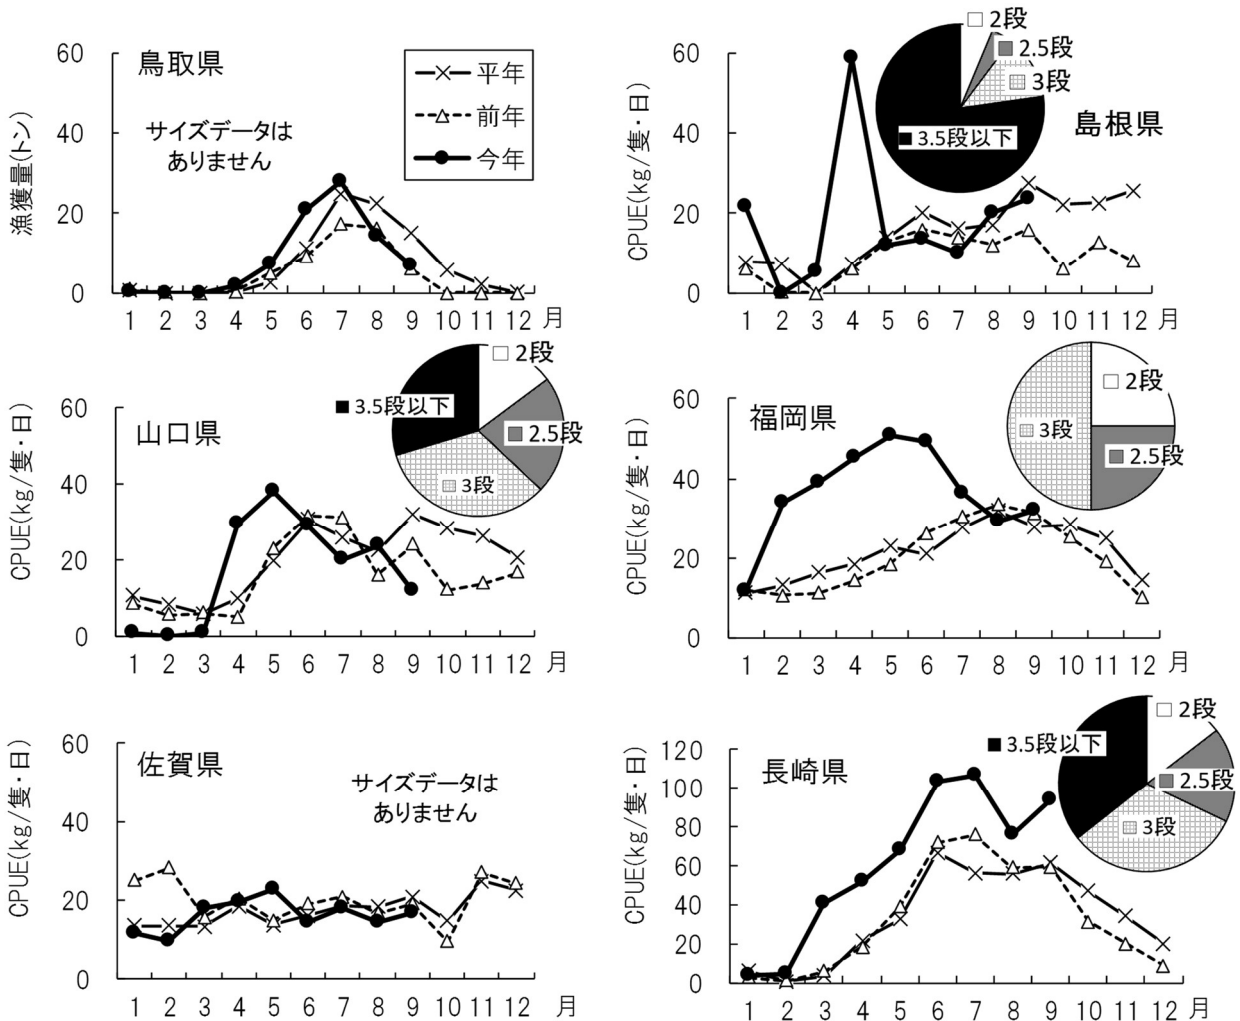 鳥取県
サイズデータは
ありません
平年
前年
今年
漁獲量(トン)
60
40
20
0
1 2 3 4 5 6 7 8 9 10 11 12 月
島根県
2段
2.5段
3段
3.5段以下
CPUE(kg/隻・日)
60
40
20
0
1 2 3 4 5 6 7 8 9 10 11 12 月
山口県
2段
2.5段
3段
3.5段以下
CPUE(kg/隻・日)
60
40
20
0
1 2 3 4 5 6 7 8 9 10 11 12 月
福岡県
2段
2.5段
3段
CPUE(kg/隻・日)
60
40
20
0
1 2 3 4 5 6 7 8 9 10 11 12 月
佐賀県
サイズデータは
ありません
CPUE(kg/隻・日)
60
40
20
0
1 2 3 4 5 6 7 8 9 10 11 12 月
長崎県
2段
2.5段
3段
3.5段以下
CPUE(kg/隻・日)
120
100
80
60
40
20
0
1 2 3 4 5 6 7 8 9 10 11 12 月